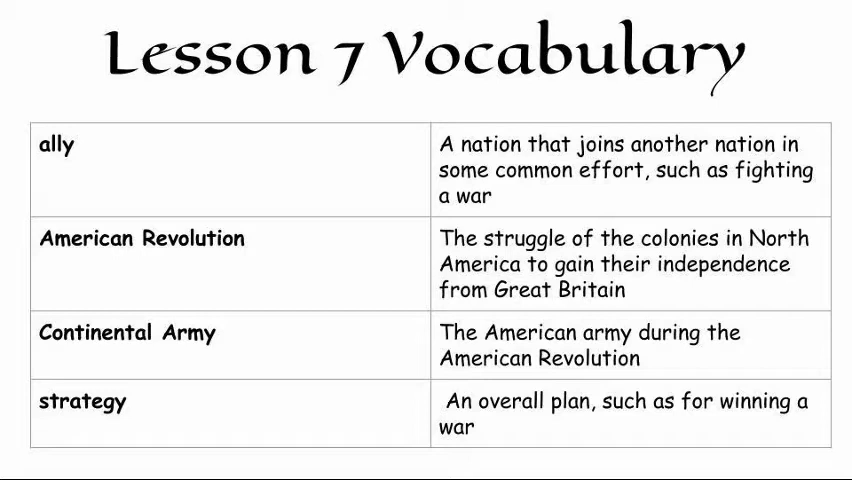 Lesson 7 Vocabulary
ally
A nation that joins another nation in
some common effort, such as fighting
a war
American Revolution
The struggle of the colonies in North
America to gain their independence
from Great Britain
Continental Army
The American army during the
American Revolution
strategy
An overall plan, such as for winning a
war